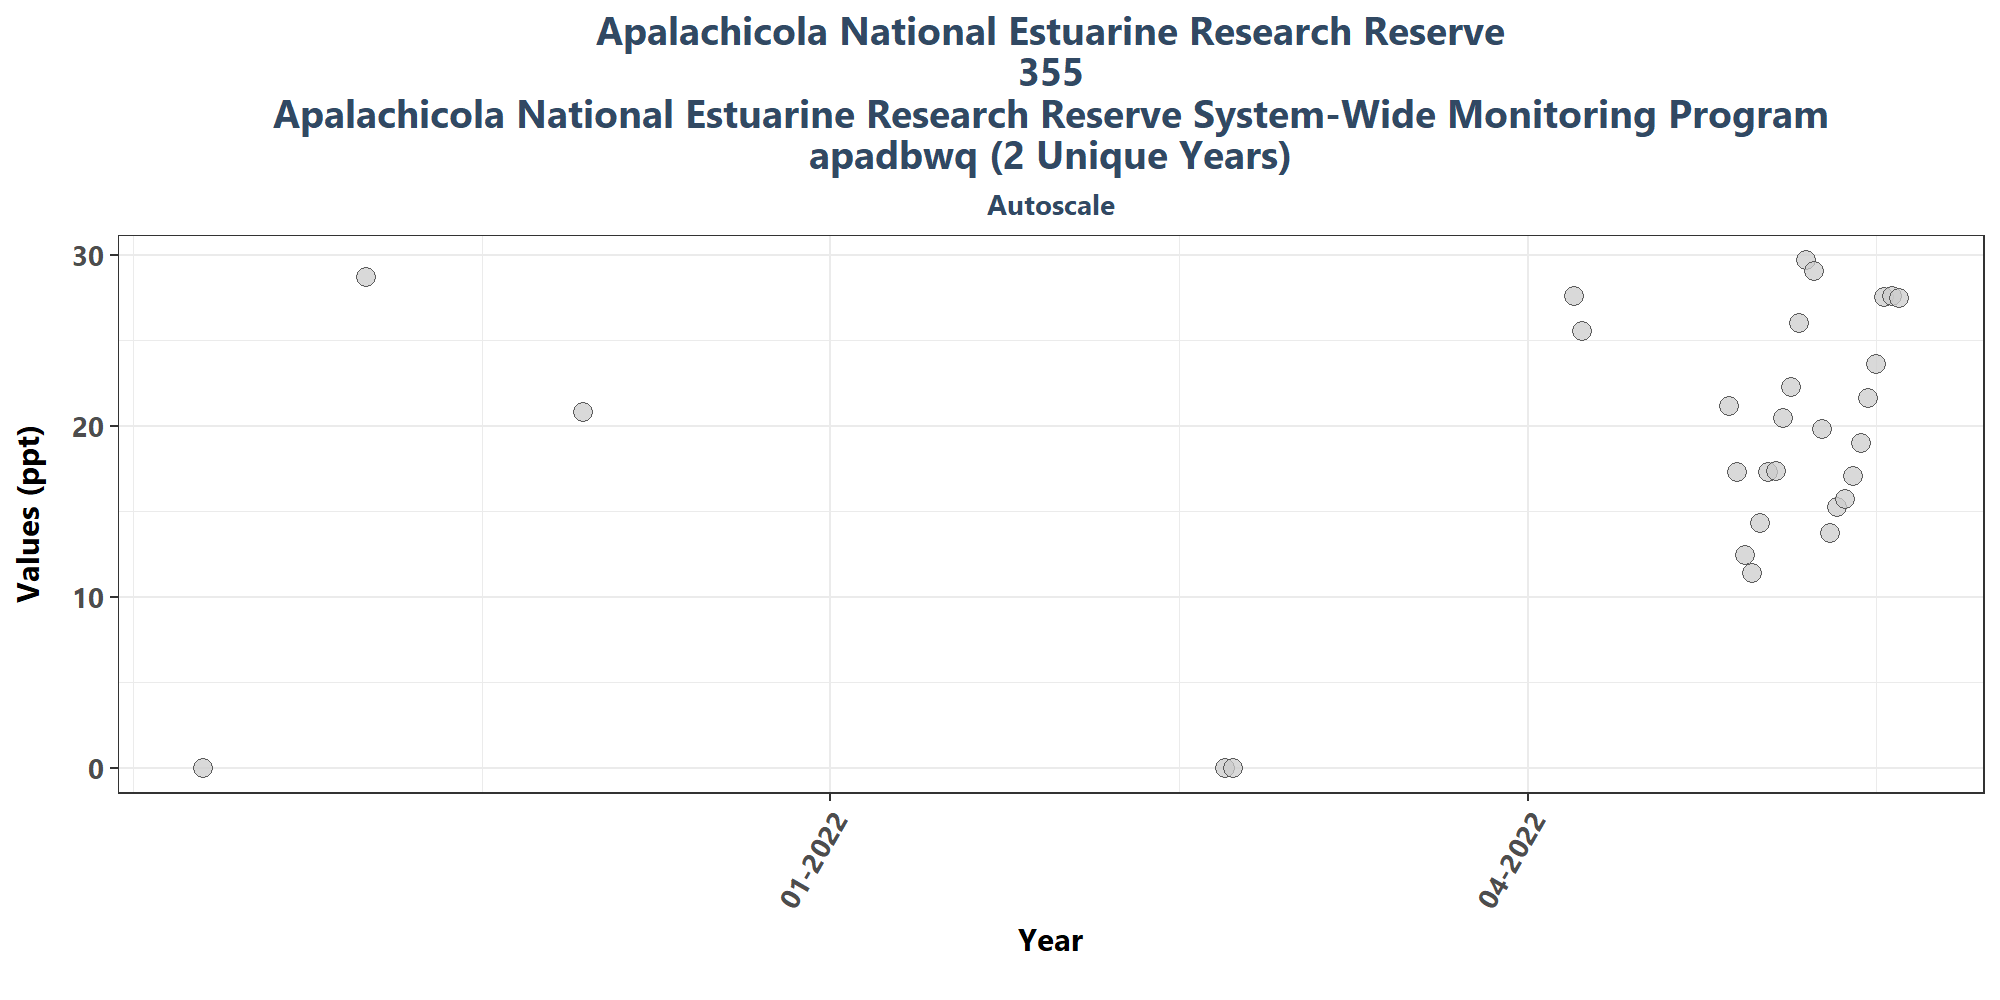 Apalachicola National Estuarine Research Reserve
355
Apalachicola National Estuarine Research Reserve System-Wide Monitoring Program
apadbwq (2 Unique Years)
Autoscale
Values (ppt)
30
20
10
0
01-2022
04-2022
Year